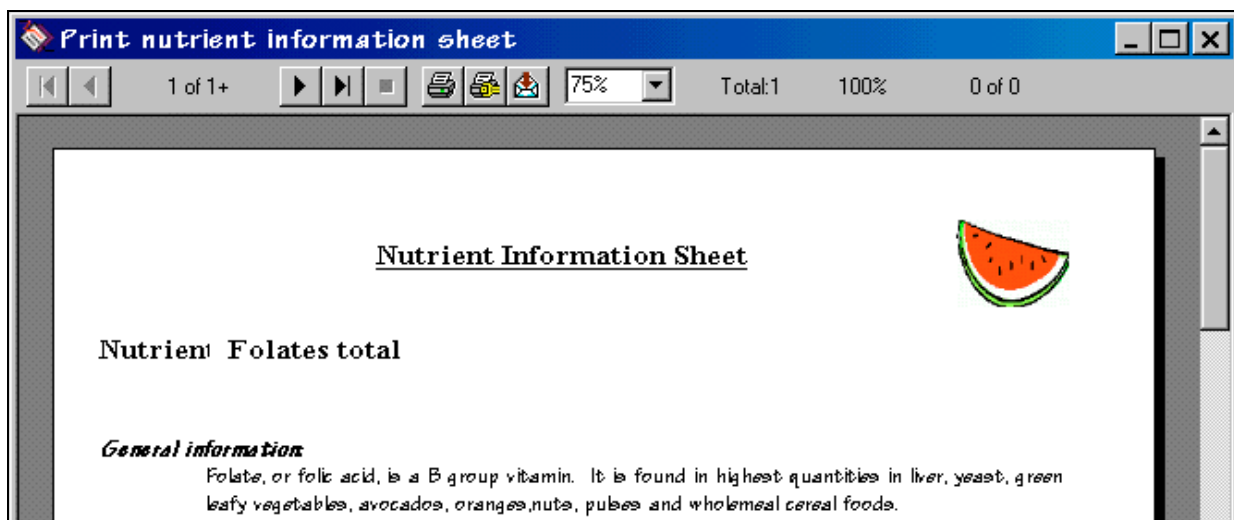 Print nutrient information sheet
1 of 1+ 75% Total:1 100% 0 of 0
Nutrient Information Sheet
Nutrient Folates total
General information:
Folate, or folic acid, is a B group vitamin. It is found in highest quantities in liver, yeast, green
leafy vegetables, avocados, oranges,nuts, pulses and wholemeal cereal foods.